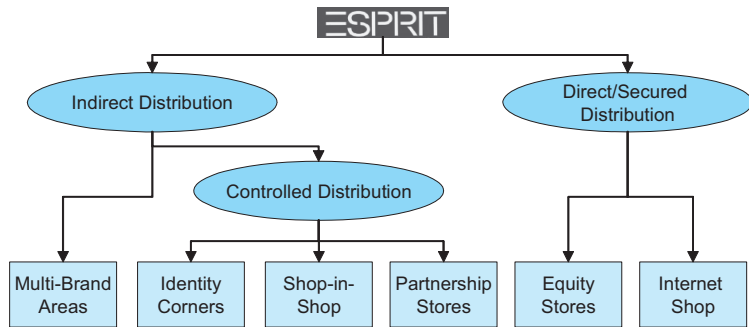 ESPRIT
Indirect Distribution
Direct/Secured
Distribution
Controlled Distribution
Multi-Brand
Areas
Identity
Corners
Shop-in-
Shop
Partnership
Stores
Equity
Stores
Internet
Shop